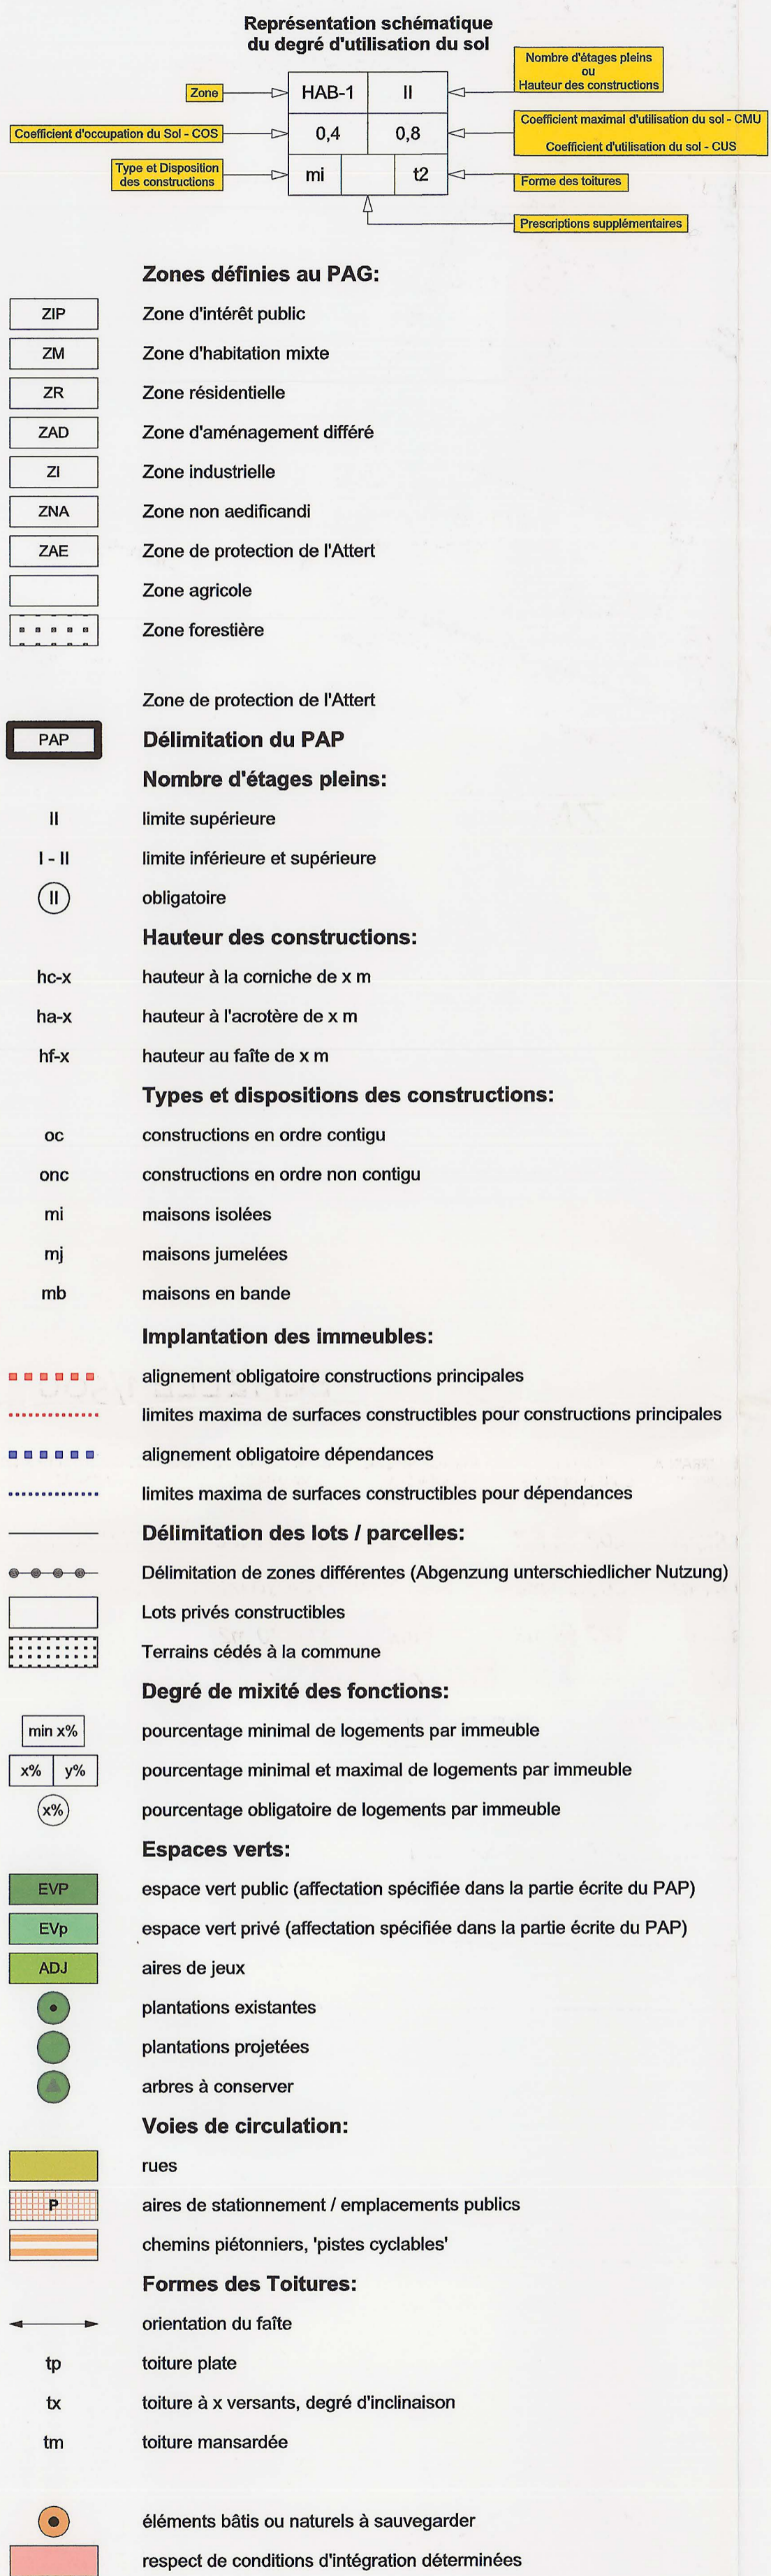 Représentation schématique
du degré d'utilisation du sol
Nombre d'étages pleins
ou
Hauteur des constructions
Zone
HAB-1 II
Coefficient d'occupation du Sol - COS
0,4 0,8
Coefficient maximal d'utilisation du sol - CMU
Coefficient d'utilisation du sol - CUS
Type et Disposition
des constructions
mi t2
Forme des toitures
Prescriptions supplémentaires
Zones définies au PAG:
ZIP Zone d'intérêt public
ZM Zone d'habitation mixte
ZR Zone résidentielle
ZAD Zone d'aménagement différé
ZI Zone industrielle
ZNA Zone non aedificandi
ZAE Zone de protection de l'Attert
Zone agricole
Zone forestière
Zone de protection de l'Attert
PAP Délimitation du PAP
Nombre d'étages pleins:
II limite supérieure
I - II limite inférieure et supérieure
II obligatoire
Hauteur des constructions:
hc-x hauteur à la corniche de x m
ha-x hauteur à l'acrotère de x m
hf-x hauteur au faîte de x m
Types et dispositions des constructions:
oc constructions en ordre contigu
onc constructions en ordre non contigu
mi maisons isolées
mj maisons jumelées
mb maisons en bande
Implantation des immeubles:
alignement obligatoire constructions principales
limites maxima de surfaces constructibles pour constructions principales
alignement obligatoire dépendances
limites maxima de surfaces constructibles pour dépendances
Délimitation des lots / parcelles:
Délimitation de zones différentes (Abgenzung unterschiedlicher Nutzung)
Lots privés constructibles
Terrains cédés à la commune
Degré de mixité des fonctions:
min x% pourcentage minimal de logements par immeuble
x% y% pourcentage minimal et maximal de logements par immeuble
x% pourcentage obligatoire de logements par immeuble
Espaces verts:
EVP espace vert public (affectation spécifiée dans la partie écrite du PAP)
EVp espace vert privé (affectation spécifiée dans la partie écrite du PAP)
ADJ aires de jeux
plantations existantes
plantations projetées
arbres à conserver
Voies de circulation:
rues
P aires de stationnement / emplacements publics
chemins piétonniers, 'pistes cyclables'
Formes des Toitures:
orientation du faîte
tp toiture plate
tx toiture à x versants, degré d'inclinaison
tm toiture mansardée
éléments bâtis ou naturels à sauvegarder
respect de conditions d'intégration déterminées